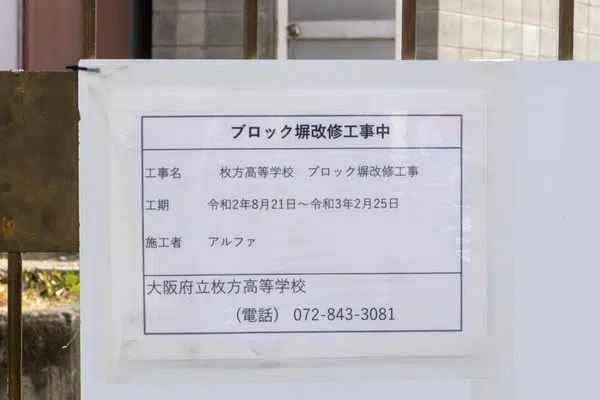 ブロック塀改修工事中
工事名　枚方高等学校　ブロック塀改修工事
工期　令和2年8月21日～令和3年2月25日
施工者　アルファ
大阪府立枚方高等学校
（電話） 072-843-3081